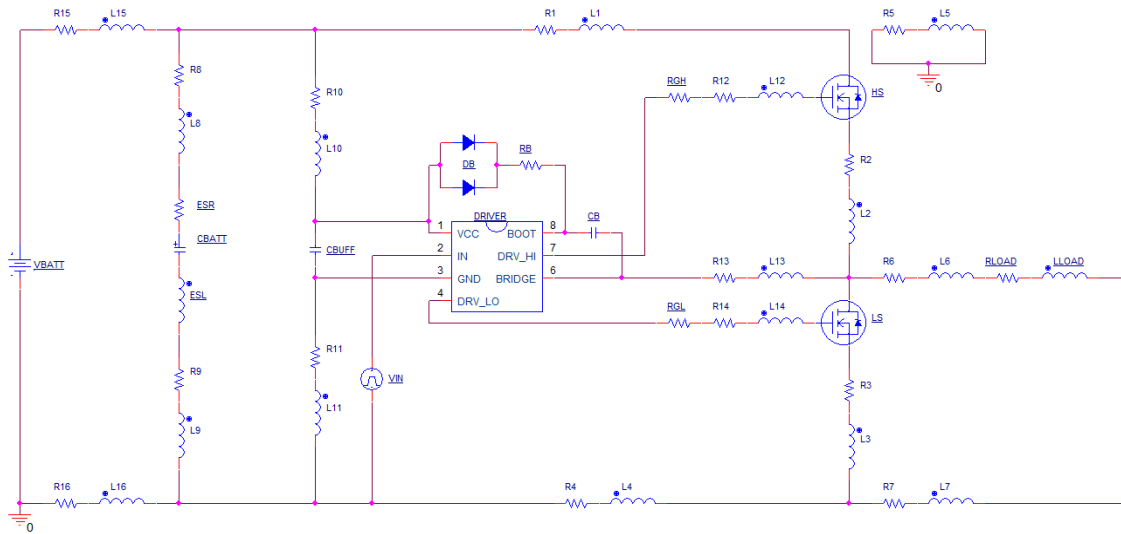 R15 L15 R1 L1 R5 L5
0
R8 L8
R10 L10
RGH R12 L12 HS
DB RB
R2 L2
ESR
CBATT
ESL
VBATT
CBUFF
DRIVER
1 VCC BOOT 8 CB
2 IN DRV_HI 7
3 GND BRIDGE 6 R13 L13 R6 L6 RLOAD LLOAD
4 DRV_LO
RGL R14 L14 LS
R9 L9
R11 L11
VIN
R3 L3
R16 L16 R4 L4 R7 L7
0